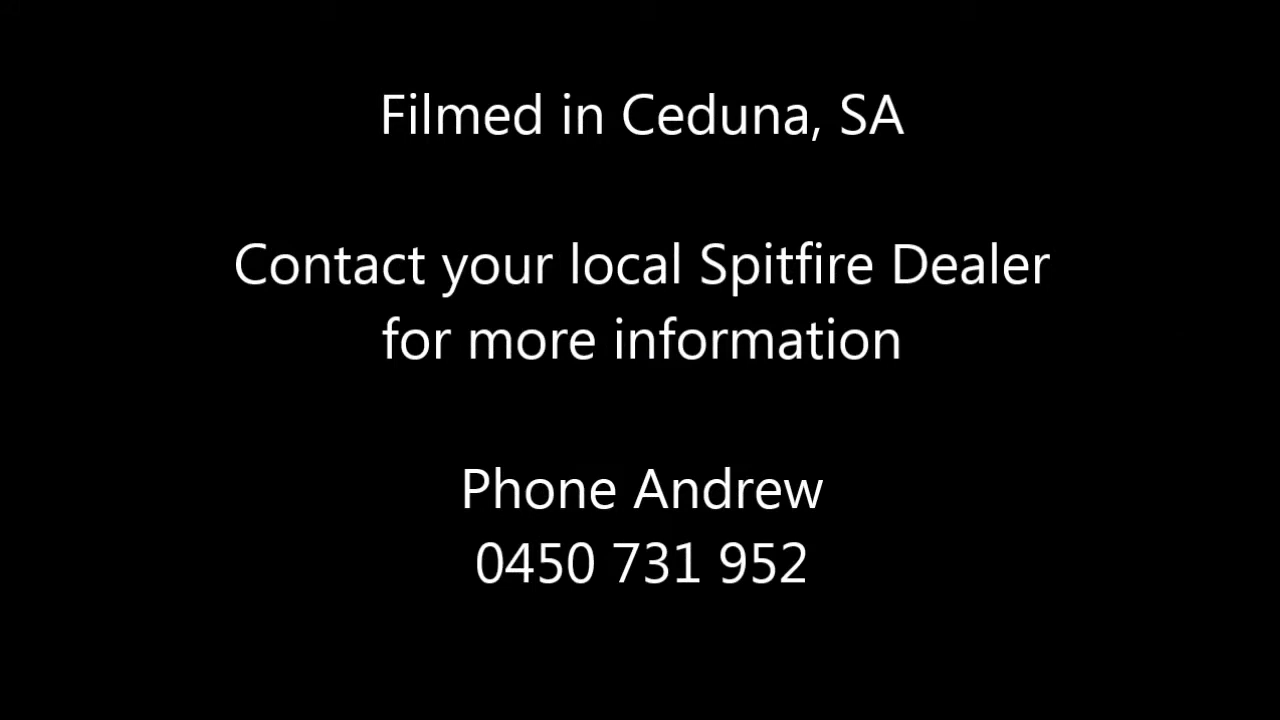 Filmed in Ceduna, SA
Contact your local Spitfire Dealer
for more information
Phone Andrew
0450 731 952